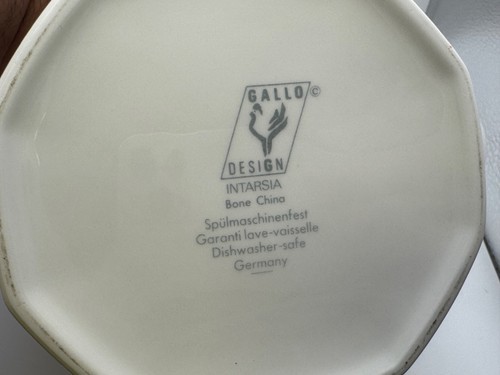 GALLO ©
DESIGN
INTARSIA
Bone China
Spülmaschinenfest
Garanti lave-vaisselle
Dishwasher-safe
Germany